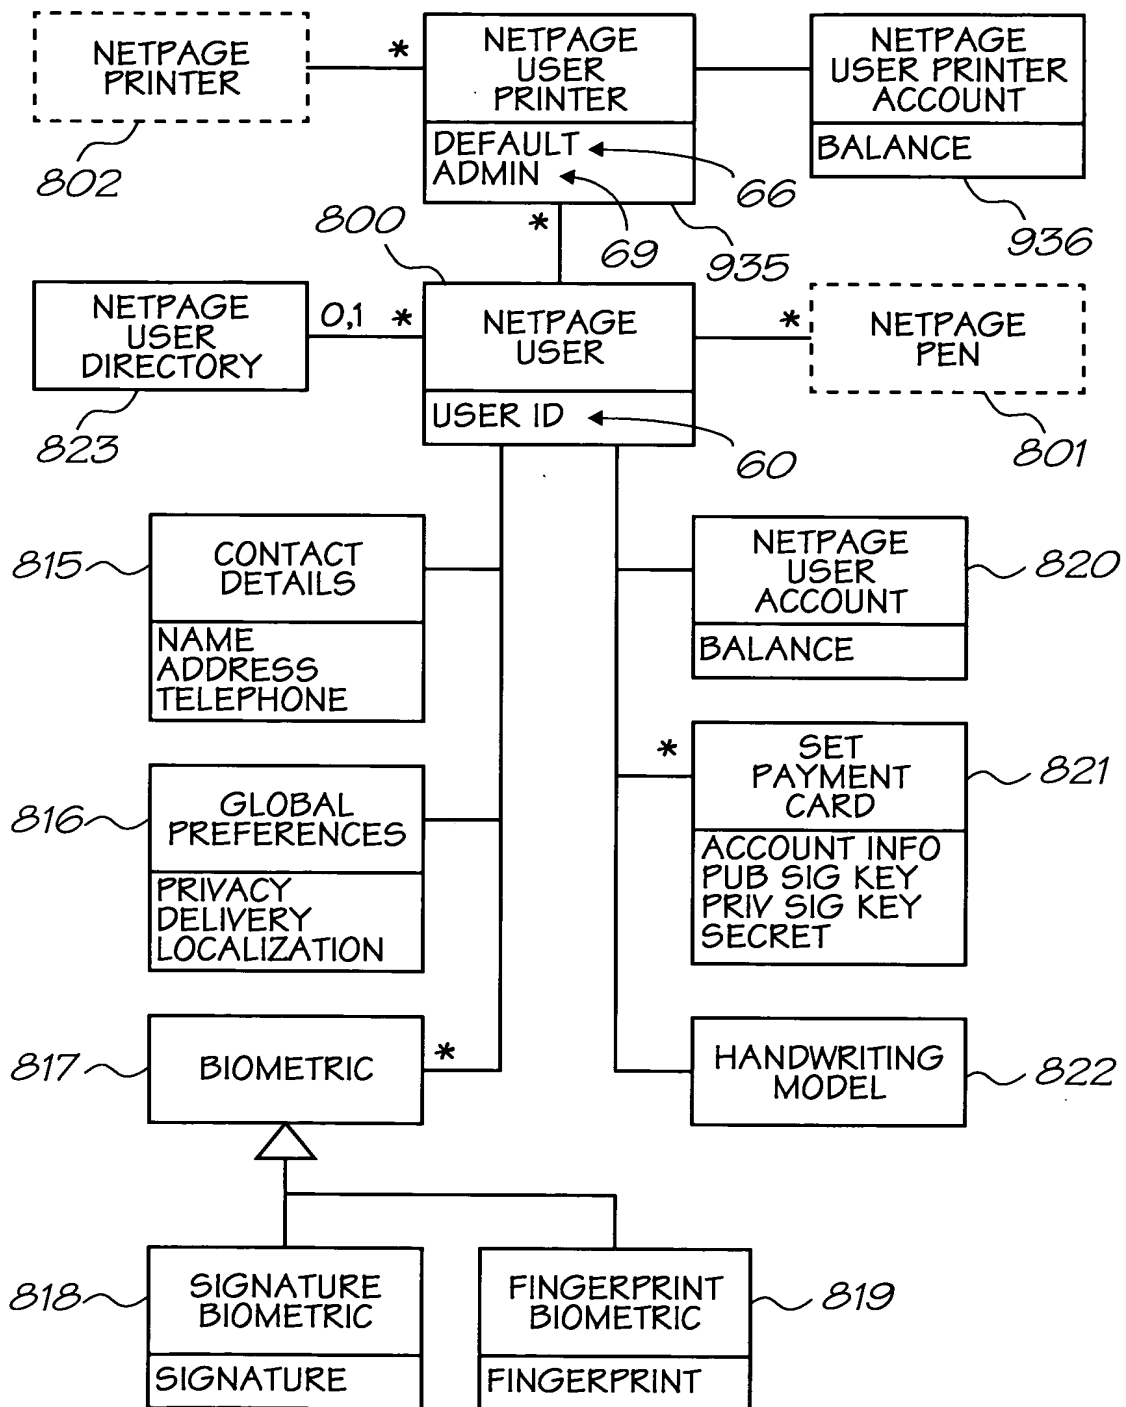 NETPAGE
PRINTER
802
*
NETPAGE
USER
PRINTER
DEFAULT
ADMIN
66
69
935
NETPAGE
USER PRINTER
ACCOUNT
BALANCE
936
*
800
NETPAGE
USER
DIRECTORY
823
0,1 *
NETPAGE
USER
USER ID
60
*
NETPAGE
PEN
801
815
CONTACT
DETAILS
NAME
ADDRESS
TELEPHONE
NETPAGE
USER
ACCOUNT
BALANCE
820
816
GLOBAL
PREFERENCES
PRIVACY
DELIVERY
LOCALIZATION
*
SET
PAYMENT
CARD
ACCOUNT INFO
PUB SIG KEY
PRIV SIG KEY
SECRET
821
817
BIOMETRIC
*
HANDWRITING
MODEL
822
818
SIGNATURE
BIOMETRIC
SIGNATURE
FINGERPRINT
BIOMETRIC
FINGERPRINT
819